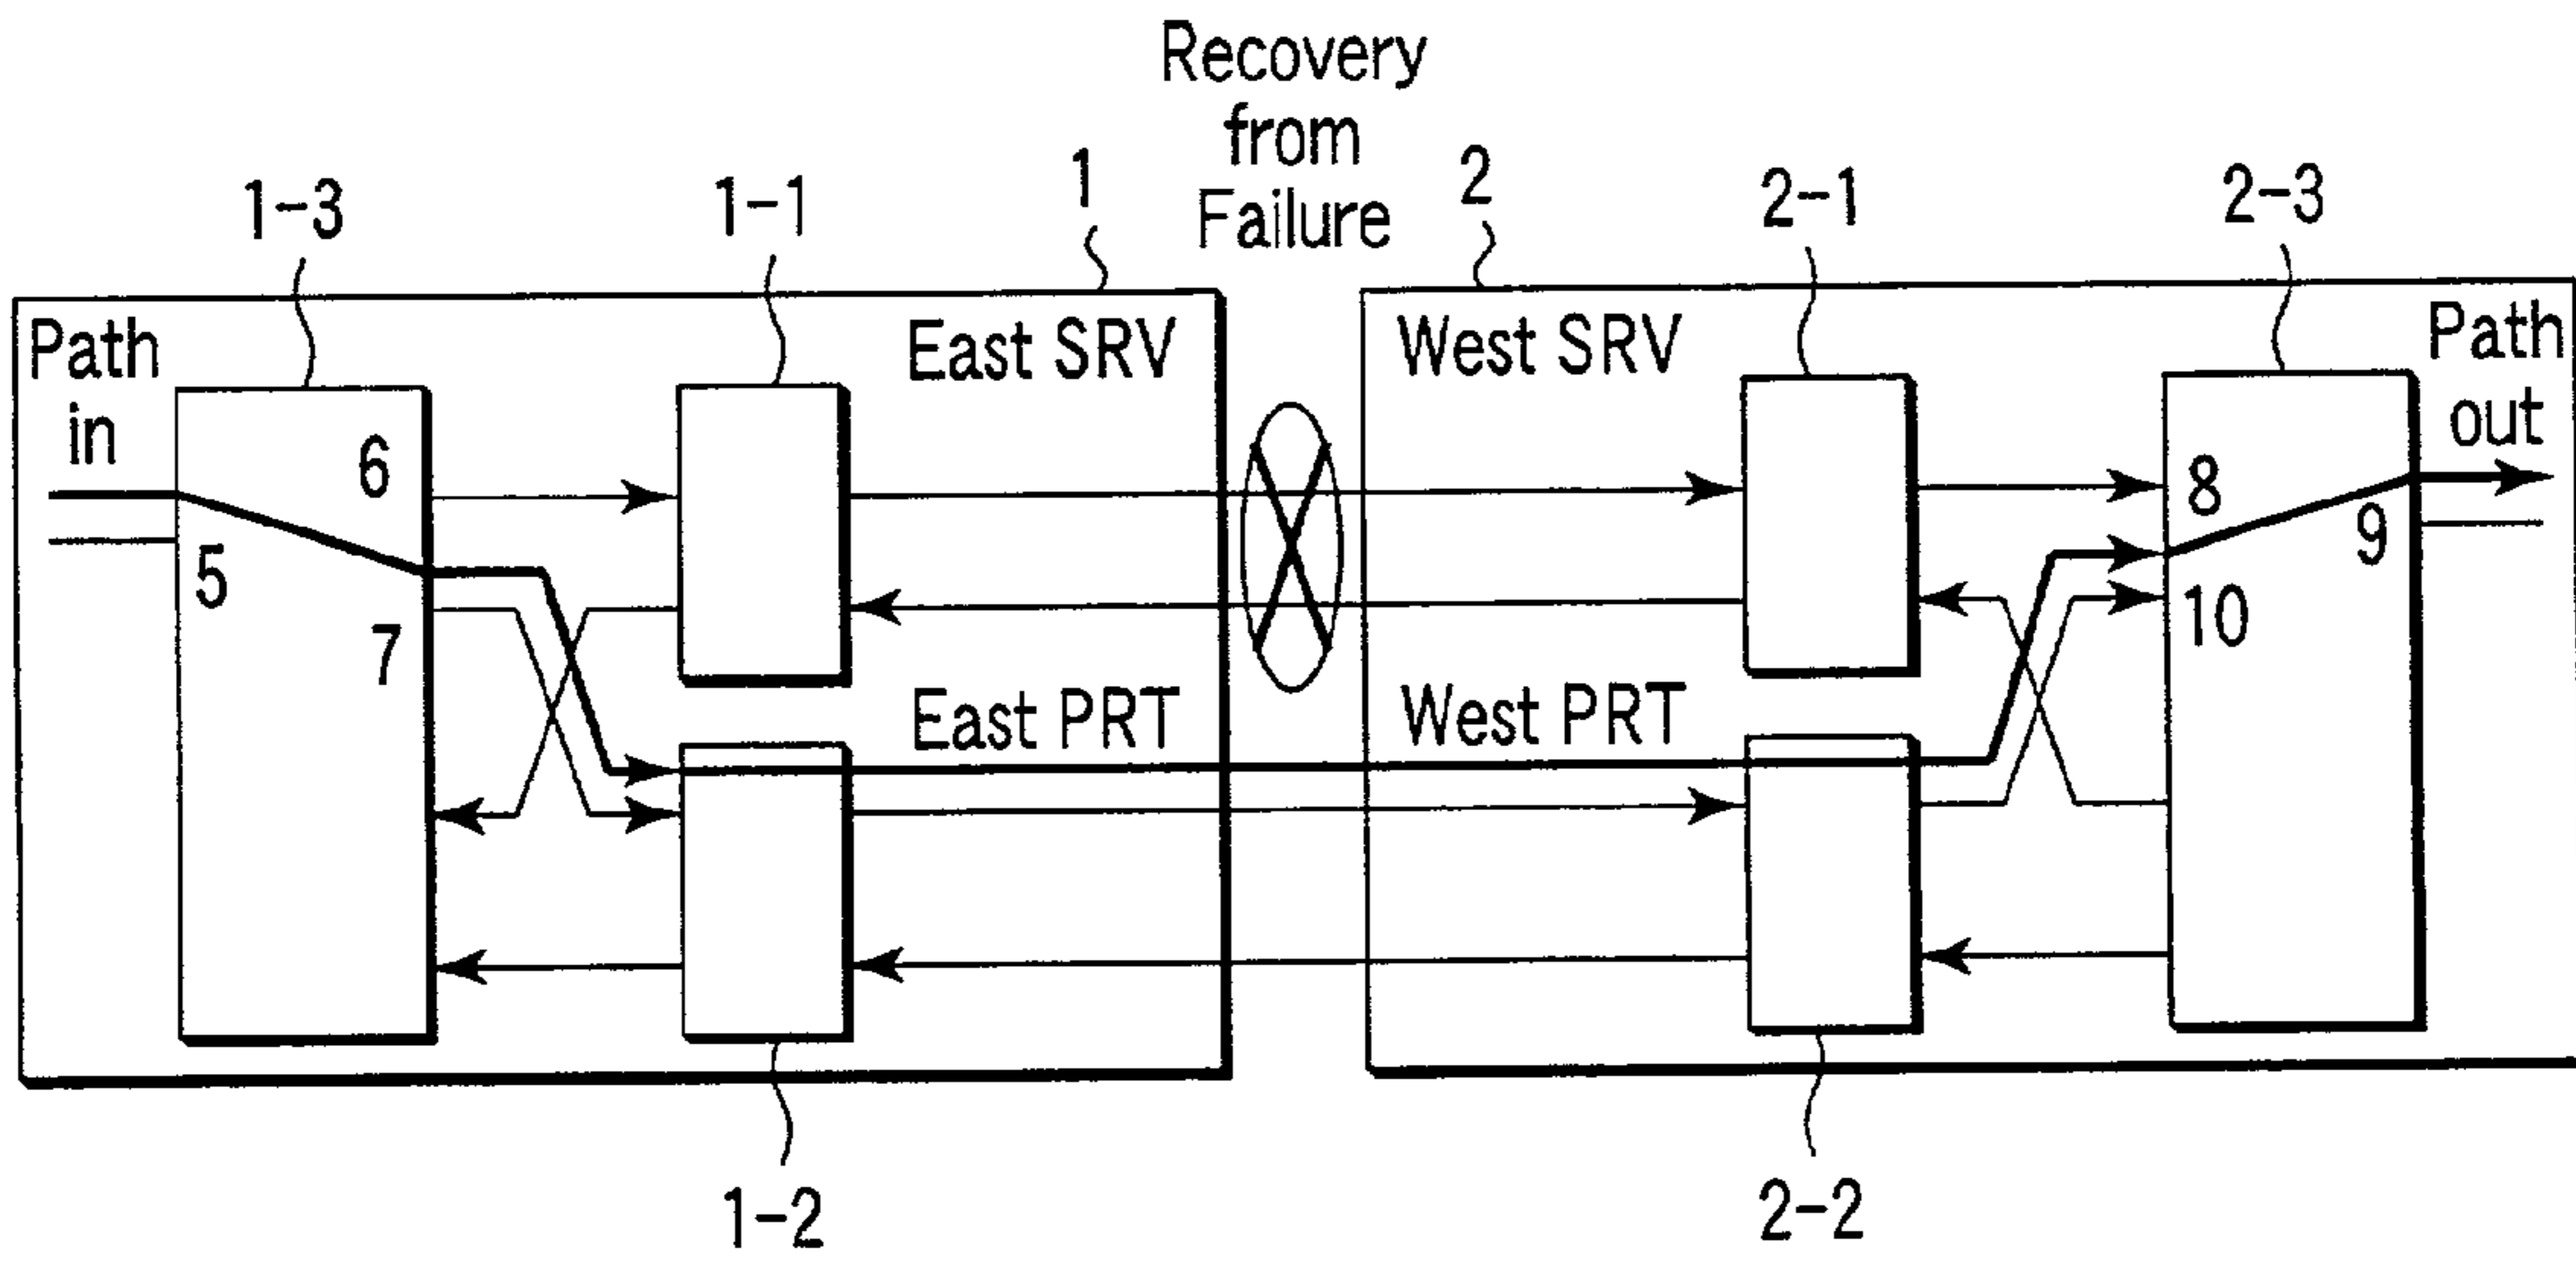 Recovery
from
Failure
1-3
1-1
1
2
2-1
2-3
Path
in
East SRV
West SRV
Path
out
6
5
7
8
9
10
East PRT
West PRT
1-2
2-2